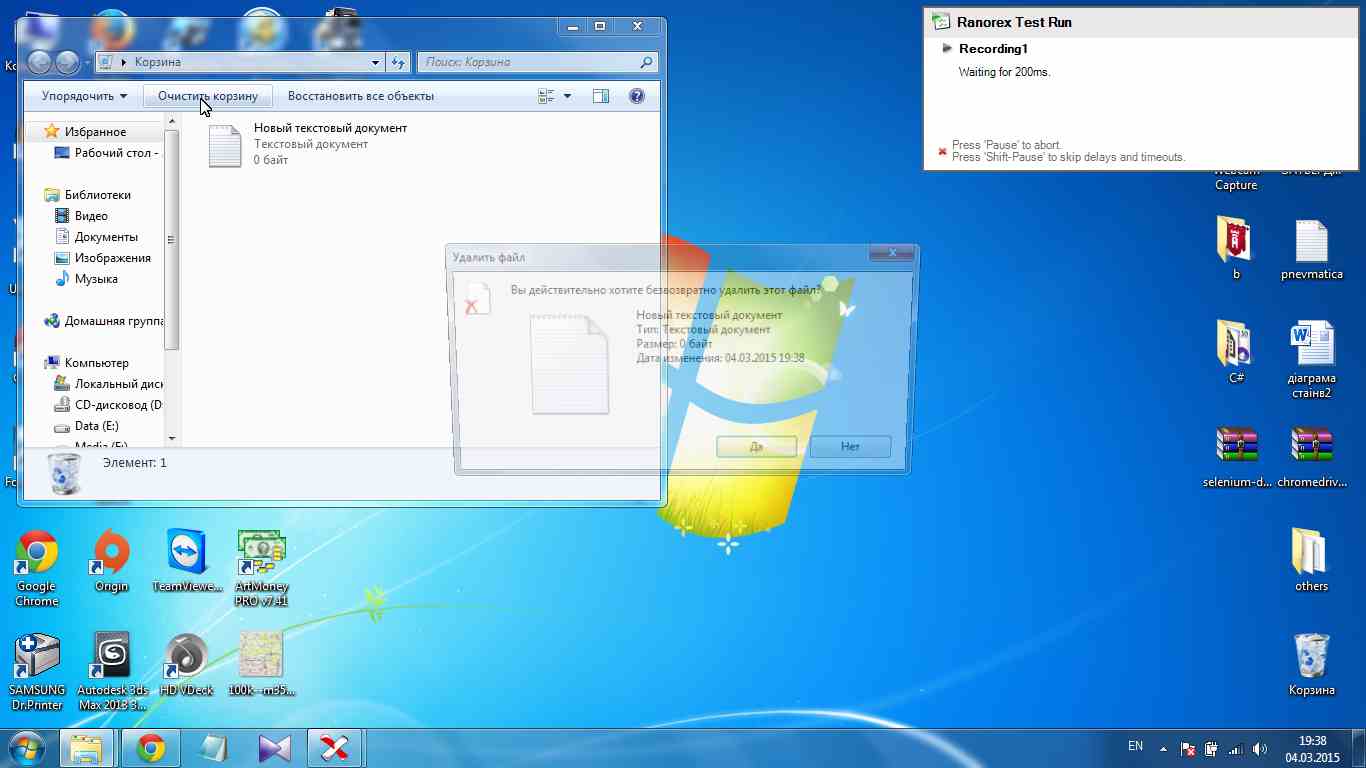 Корзина
Поиск: Корзина
Упорядочить
Очистить корзину
Восстановить все объекты
Избранное
Рабочий стол -
Библиотеки
Видео
Документы
Изображения
Музыка
Домашняя группа
Компьютер
Локальный диск
CD-дисковод (D:
Data (E:)
Media (F:)
Новый текстовый документ
Текстовый документ
0 байт
Элемент: 1
Удалить файл
Вы действительно хотите безвозвратно удалить этот файл?
Новый текстовый документ
Тип: Текстовый документ
Размер: 0 байт
Дата изменения: 04.03.2015 19:38
Да
Нет
Ranorex Test Run
Recording1
Waiting for 200ms.
Press 'Pause' to abort.
Press 'Shift-Pause' to skip delays and timeouts.
Capture
b
pnevmatica
C#
діаграма
станів2
selenium-d...
chromedriv...
others
Корзина
Google
Chrome
Origin
TeamViewe...
ArtMoney
PRO v7.41
SAMSUNG
Dr.Printer
Autodesk 3ds
Max 2013 3...
HD VDeck
100k--m35...
EN
19:38
04.03.2015